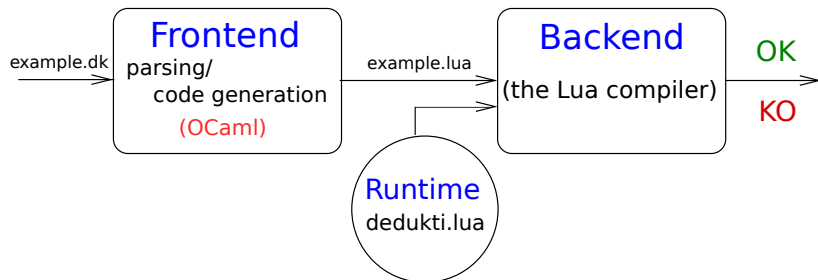 example.dk
Frontend
parsing/
code generation
(OCaml)
example.lua
Backend
(the Lua compiler)
OK
KO
Runtime
dedukti.lua